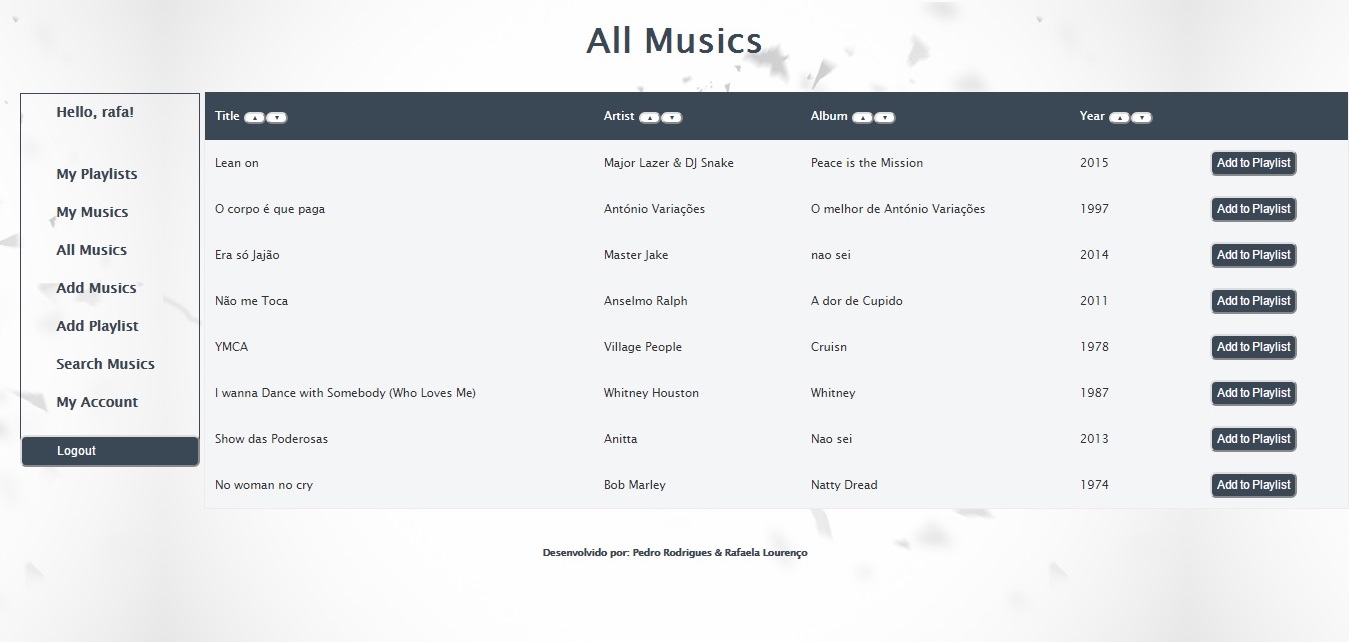 All Musics
Hello, rafa!
My Playlists
My Musics
All Musics
Add Musics
Add Playlist
Search Musics
My Account
Logout
Title ▲ ▼ Artist ▲ ▼ Album ▲ ▼ Year ▲ ▼
Lean on Major Lazer & DJ Snake Peace is the Mission 2015 Add to Playlist
O corpo é que paga António Variações O melhor de António Variações 1997 Add to Playlist
Era só Jajão Master Jake nao sei 2014 Add to Playlist
Não me Toca Anselmo Ralph A dor de Cupido 2011 Add to Playlist
YMCA Village People Cruisn 1978 Add to Playlist
I wanna Dance with Somebody (Who Loves Me) Whitney Houston Whitney 1987 Add to Playlist
Show das Poderosas Anitta Nao sei 2013 Add to Playlist
No woman no cry Bob Marley Natty Dread 1974 Add to Playlist
Desenvolvido por: Pedro Rodrigues & Rafaela Lourenço